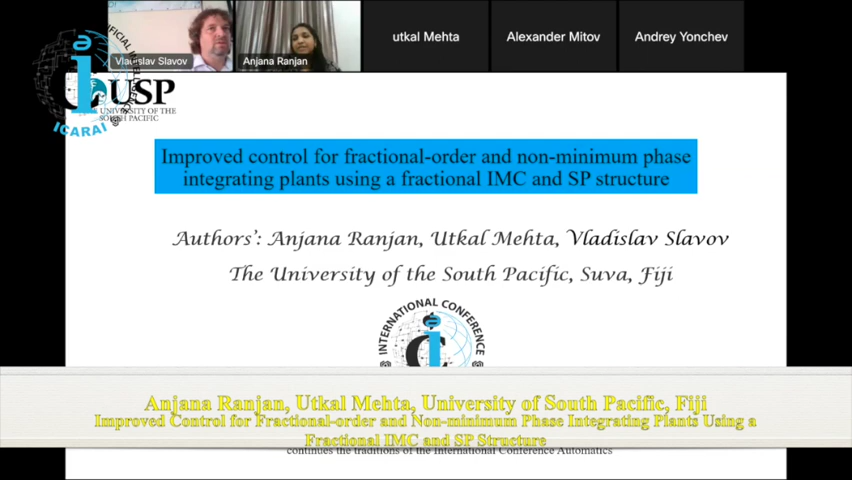 utkal Mehta
Alexander Mitov
Andrey Yonchev
Vladislav Slavov
Anjana Ranjan
USP
THE UNIVERSITY OF THE
SOUTH PACIFIC
ICARAI
Improved control for fractional-order and non-minimum phase
integrating plants using a fractional IMC and SP structure
Authors': Anjana Ranjan, Utkal Mehta, Vladislav Slavov
The University of the South Pacific, Suva, Fiji
INTERNATIONAL CONFERENCE
Anjana Ranjan, Utkal Mehta, University of South Pacific, Fiji
Improved Control for Fractional-order and Non-minimum Phase Integrating Plants Using a
Fractional IMC and SP Structure
continues the traditions of the International Conference Automatics